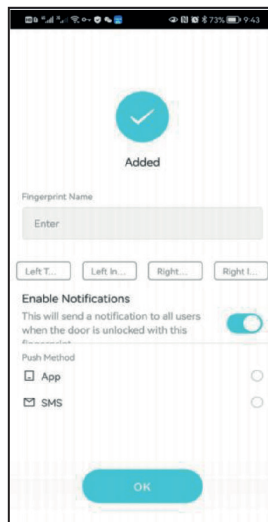 73% 9:43
Added
Fingerprint Name
Enter
Left T... Left In... Right... Right I...
Enable Notifications
This will send a notification to all users
when the door is unlocked with this
Push Method
App
SMS
OK